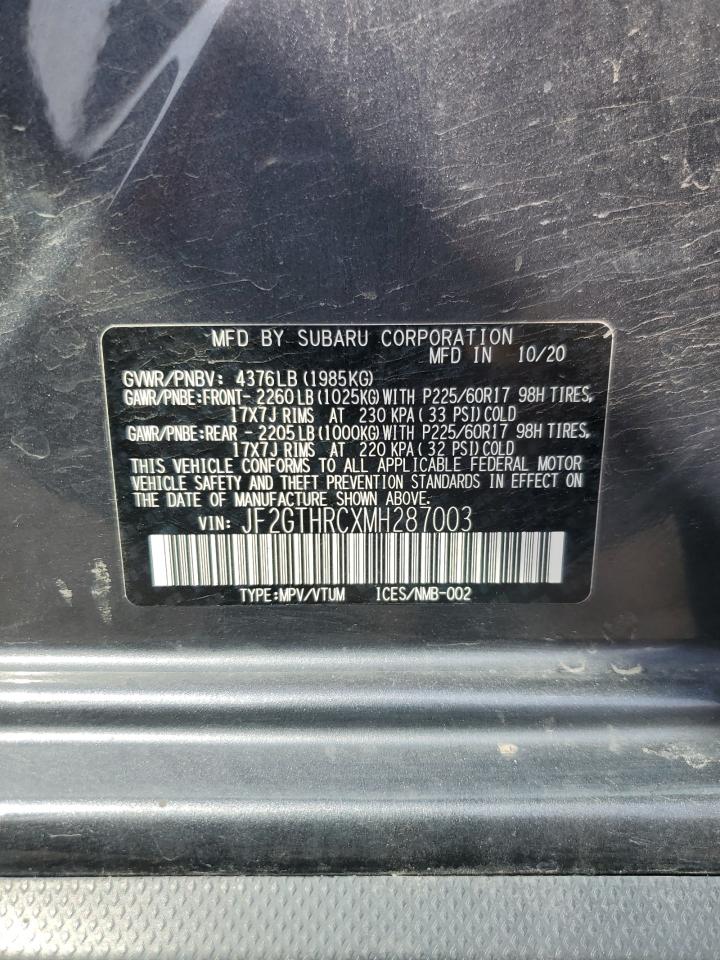 MFD BY SUBARU CORPORATION
MFD IN 10/20
GVWR/PNBV: 4376LB (1985KG)
GAWR/PNBE:FRONT- 2260LB (1025KG) WITH P225/60R17 98H TIRES,
17X7J RIMS AT 230 KPA ( 33 PSI) COLD
GAWR/PNBE:REAR - 2205LB (1000KG) WITH P225/60R17 98H TIRES,
17X7J RIMS AT 220 KPA ( 32 PSI) COLD
THIS VEHICLE CONFORMS TO ALL APPLICABLE FEDERAL MOTOR
VEHICLE SAFETY AND THEFT PREVENTION STANDARDS IN EFFECT ON
THE DATE OF MANUFACTURE SHOWN ABOVE.
VIN: JF2GTHRCXMH287003
TYPE:MPV/VTUM ICES/NMB-002